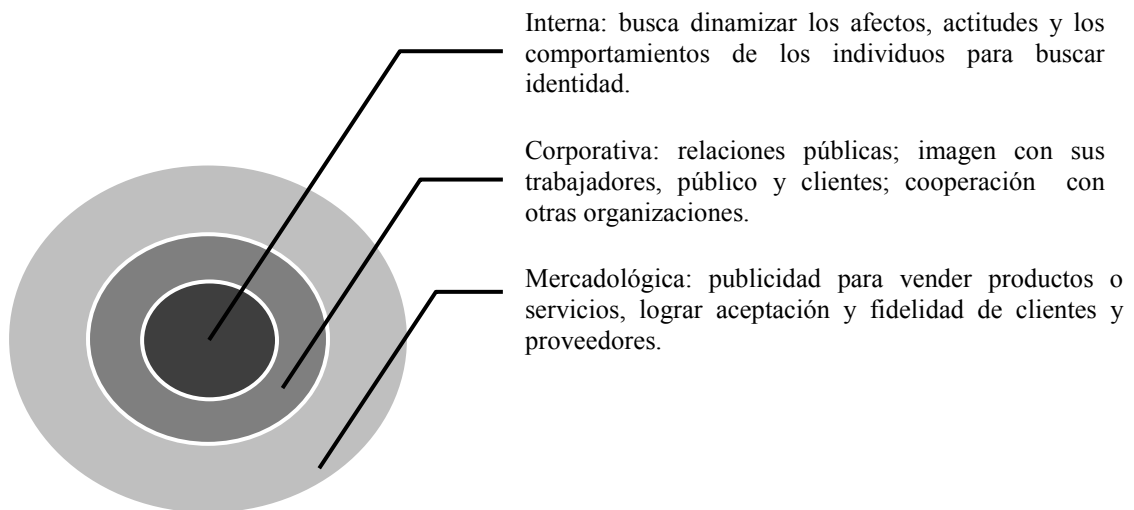 Interna: busca dinamizar los afectos, actitudes y los
comportamientos de los individuos para buscar
identidad.
Corporativa: relaciones públicas; imagen con sus
trabajadores, público y clientes; cooperación con
otras organizaciones.
Mercadológica: publicidad para vender productos o
servicios, lograr aceptación y fidelidad de clientes y
proveedores.